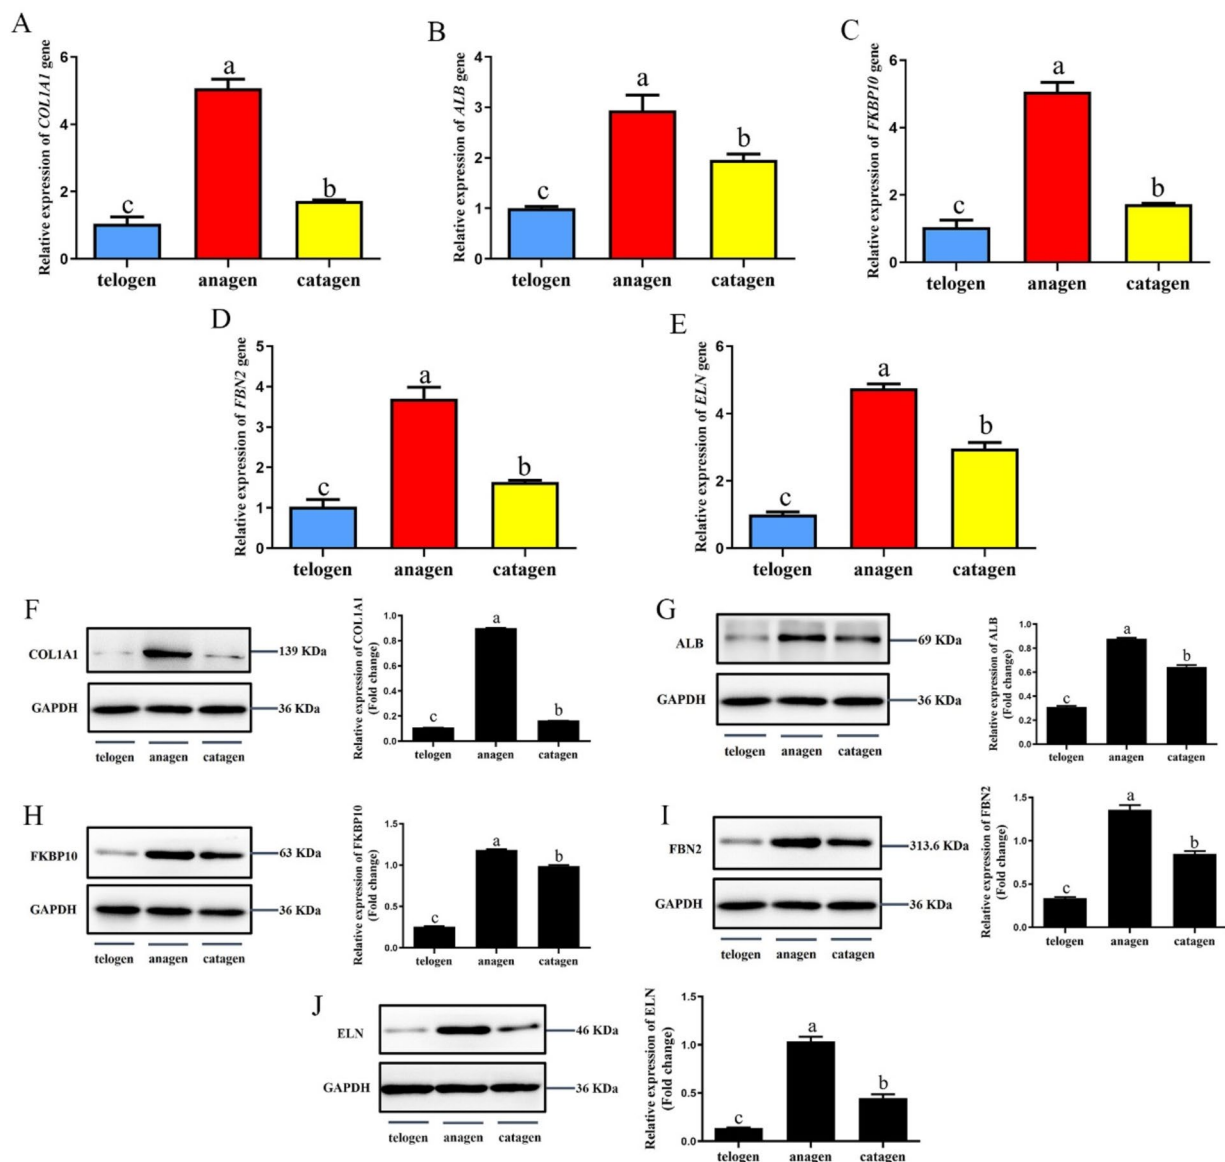 A
Relative expression of COL1A1 gene
6
4
2
0
c
a
b
telogen
anagen
catagen
B
Relative expression of ALB gene
4
3
2
1
0
c
a
b
telogen
anagen
catagen
C
Relative expression of FKBP10 gene
6
4
2
0
c
a
b
telogen
anagen
catagen
D
Relative expression of FBN2 gene
5
4
3
2
1
0
c
a
b
telogen
anagen
catagen
E
Relative expression of ELN gene
6
4
2
0
c
a
b
telogen
anagen
catagen
F
COL1A1
139 KDa
GAPDH
36 KDa
telogen
anagen
catagen
Relative expression of COL1A1
(Fold change)
1.0
0.8
0.6
0.4
0.2
0.0
c
a
b
telogen
anagen
catagen
G
ALB
69 KDa
GAPDH
36 KDa
telogen
anagen
catagen
Relative expression of ALB
(Fold change)
1.0
0.8
0.6
0.4
0.2
0.0
c
a
b
telogen
anagen
catagen
H
FKBP10
63 KDa
GAPDH
36 KDa
telogen
anagen
catagen
Relative expression of FKBP10
(Fold change)
1.5
1.0
0.5
0.0
c
a
b
telogen
anagen
catagen
I
FBN2
313.6 KDa
GAPDH
36 KDa
telogen
anagen
catagen
Relative expression of FBN2
(Fold change)
1.5
1.0
0.5
0.0
c
a
b
telogen
anagen
catagen
J
ELN
46 KDa
GAPDH
36 KDa
telogen
anagen
catagen
Relative expression of ELN
(Fold change)
1.5
1.0
0.5
0.0
c
a
b
telogen
anagen
catagen